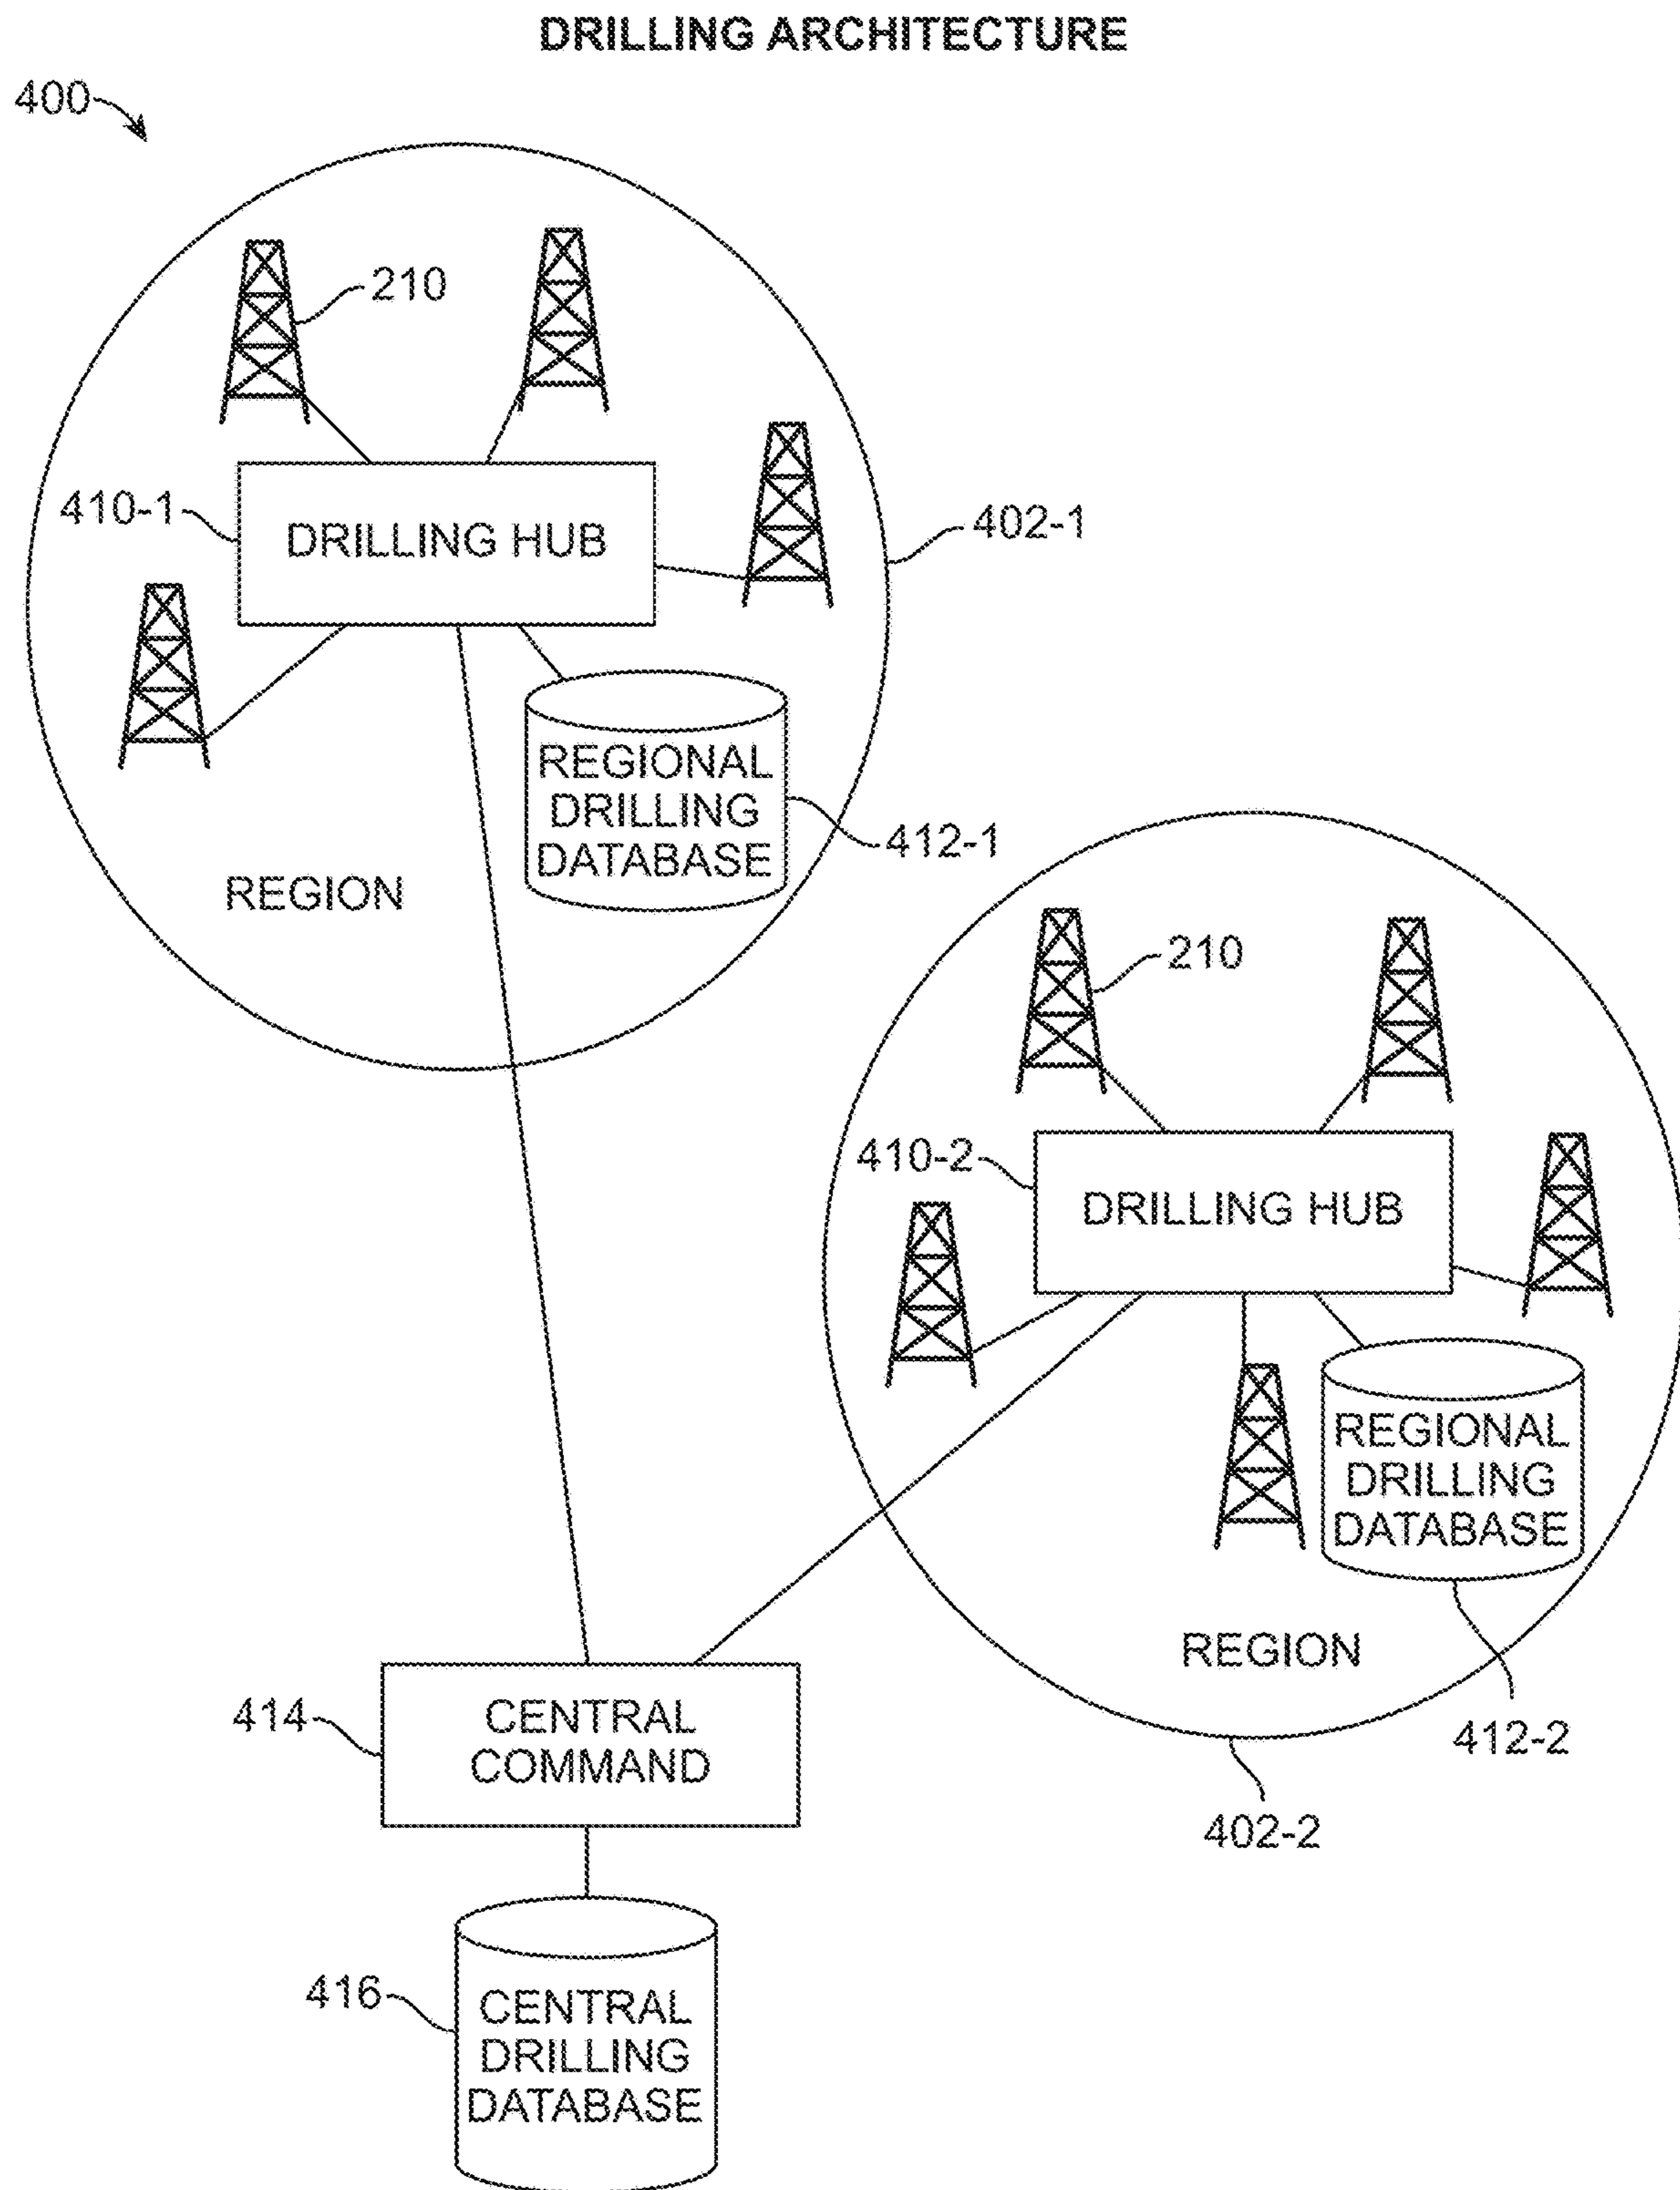 DRILLING ARCHITECTURE
400
210
410-1
DRILLING HUB
402-1
REGIONAL
DRILLING
DATABASE
412-1
REGION
210
410-2
DRILLING HUB
REGIONAL
DRILLING
DATABASE
REGION
412-2
402-2
414
CENTRAL
COMMAND
416
CENTRAL
DRILLING
DATABASE